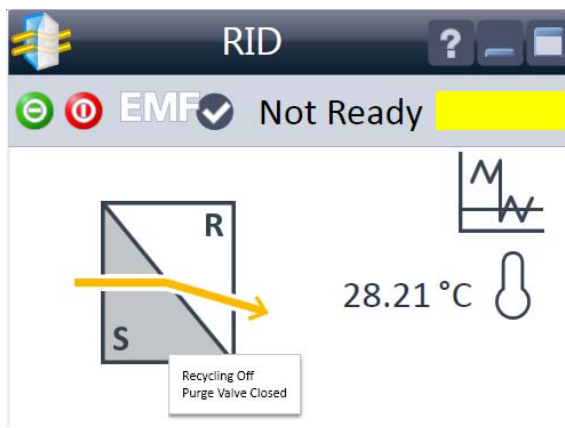 RID
?
EMF
Not Ready
R
28.21 °C
S
Recycling Off
Purge Valve Closed